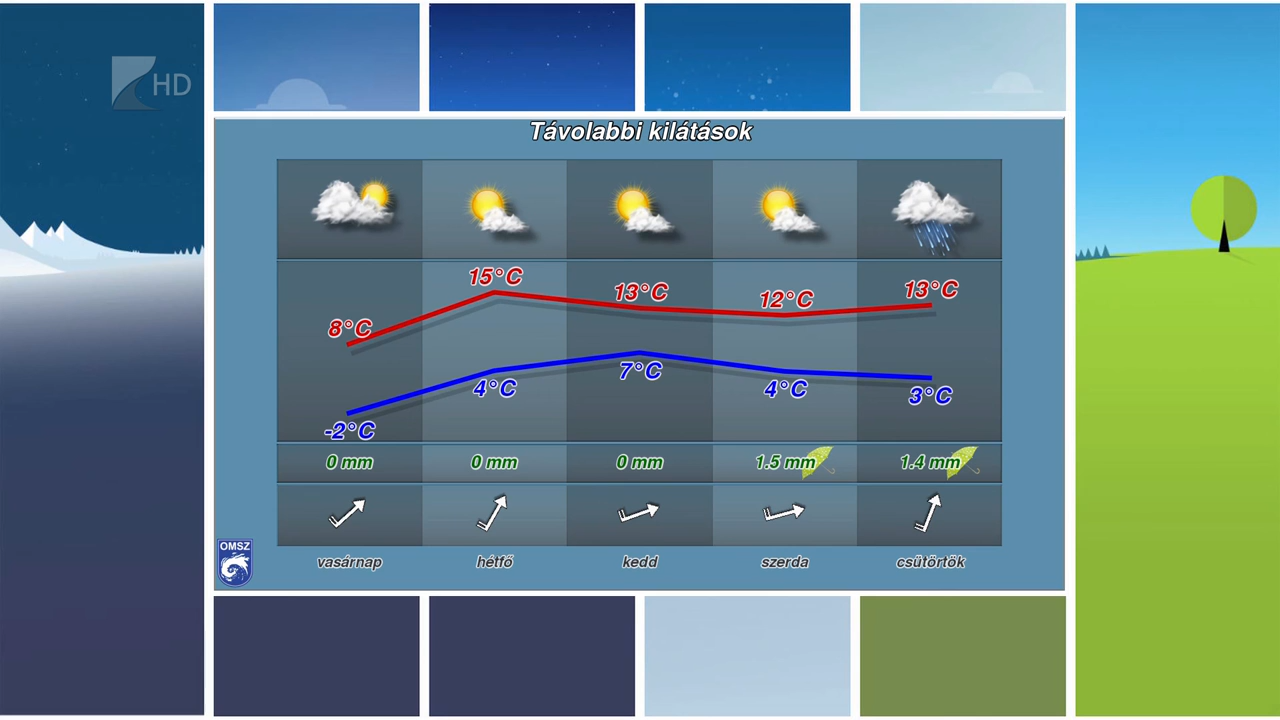 HD
Távolabbi kilátások
15°C
13°C
12°C
13°C
8°C
4°C
7°C
4°C
3°C
-2°C
0 mm
0 mm
0 mm
1.5 mm
1.4 mm
OMSZ
vasárnap
hétfő
kedd
szerda
csütörtök